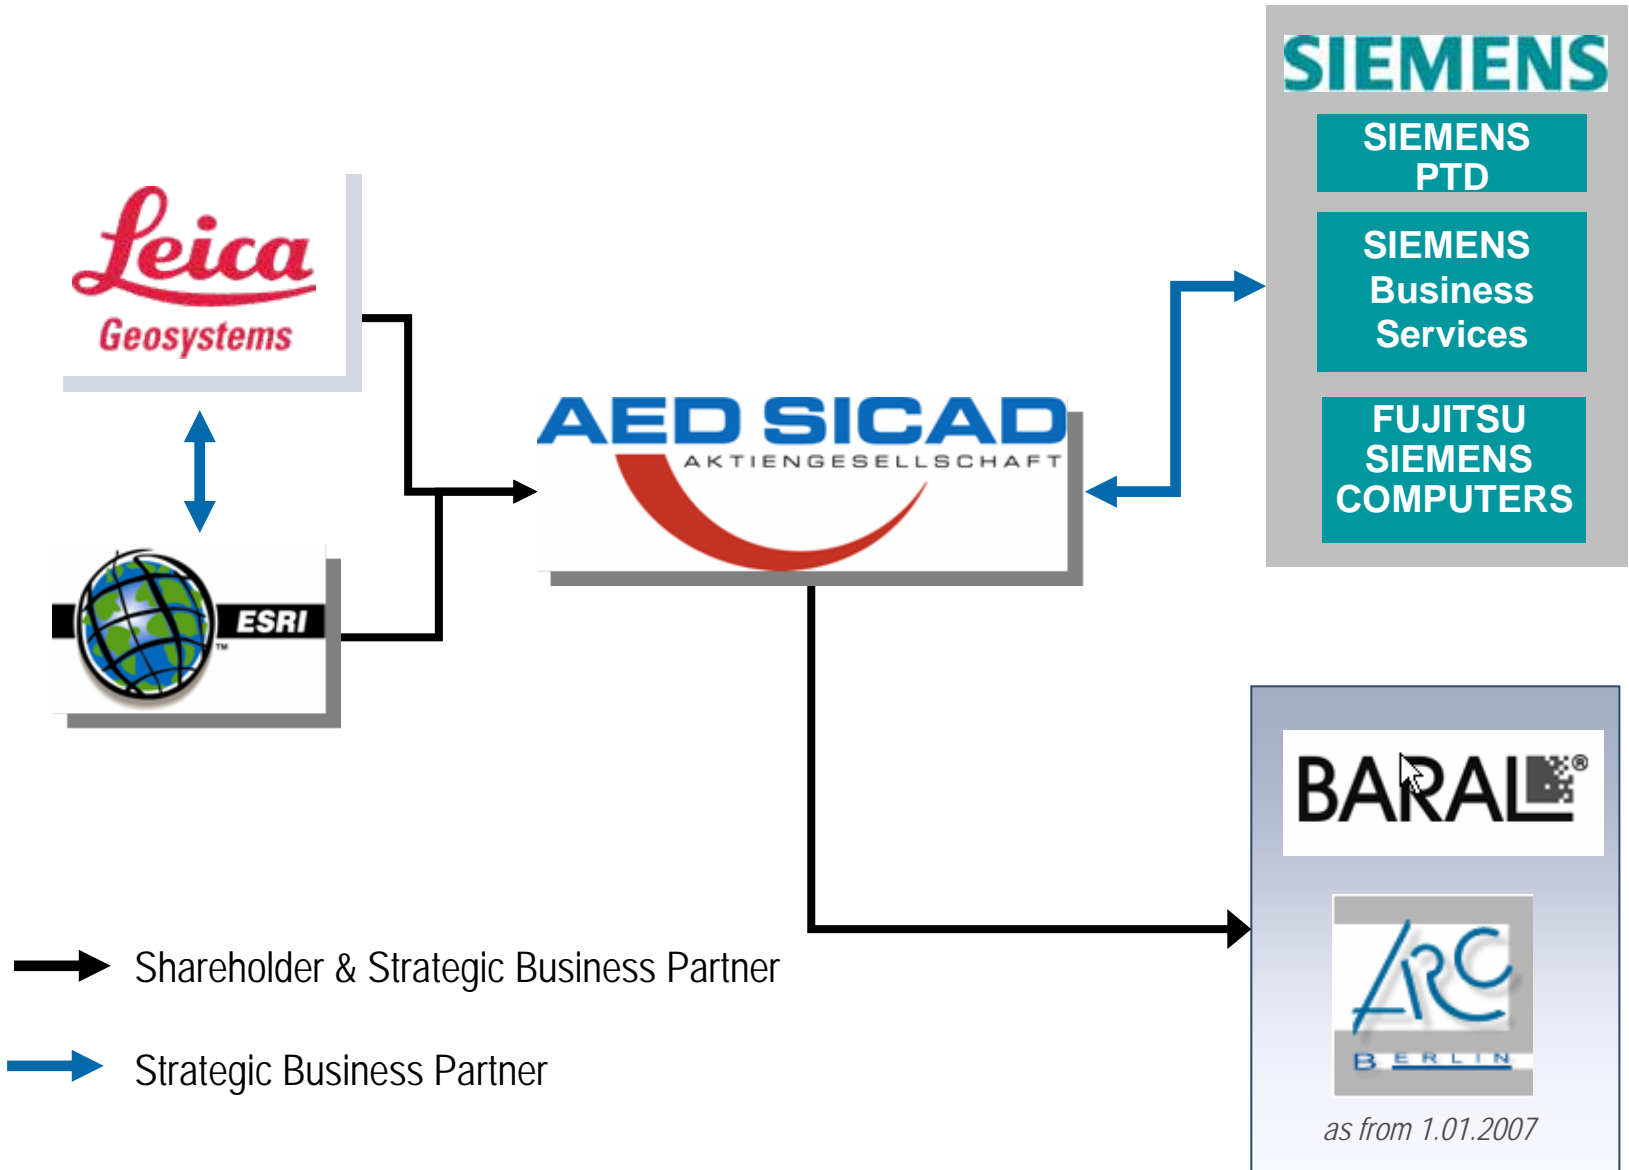 Leica
Geosystems
ESRI
TM
AED SICAD
AKTIENGESELLSCHAFT
SIEMENS
SIEMENS
PTD
SIEMENS
Business
Services
FUJITSU
SIEMENS
COMPUTERS
BARAL®
ARC
BERLIN
as from 1.01.2007
Shareholder & Strategic Business Partner
Strategic Business Partner